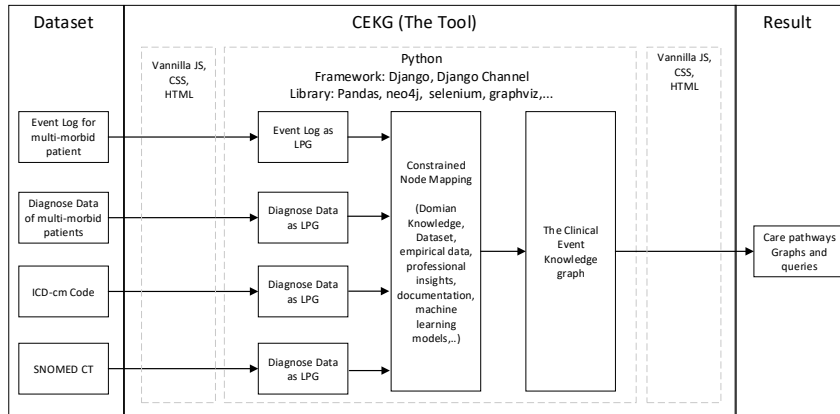 Dataset
CEKG (The Tool)
Result
Vannilla JS,
CSS,
HTML
Python
Framework: Django, Django Channel
Library: Pandas, neo4j, selenium, graphviz,...
Vannilla JS,
CSS,
HTML
Event Log for
multi-morbid
patient
Event Log as
LPG
Diagnose Data
of multi-morbid
patients
Diagnose Data
as LPG
ICD-cm Code
Diagnose Data
as LPG
SNOMED CT
Diagnose Data
as LPG
Constrained
Node Mapping
(Domian
Knowledge,
Dataset,
empirical data,
professional
insights,
documentation,
machine
learning
models,..)
The Clinical
Event
Knowledge
graph
Care pathways
Graphs and
queries